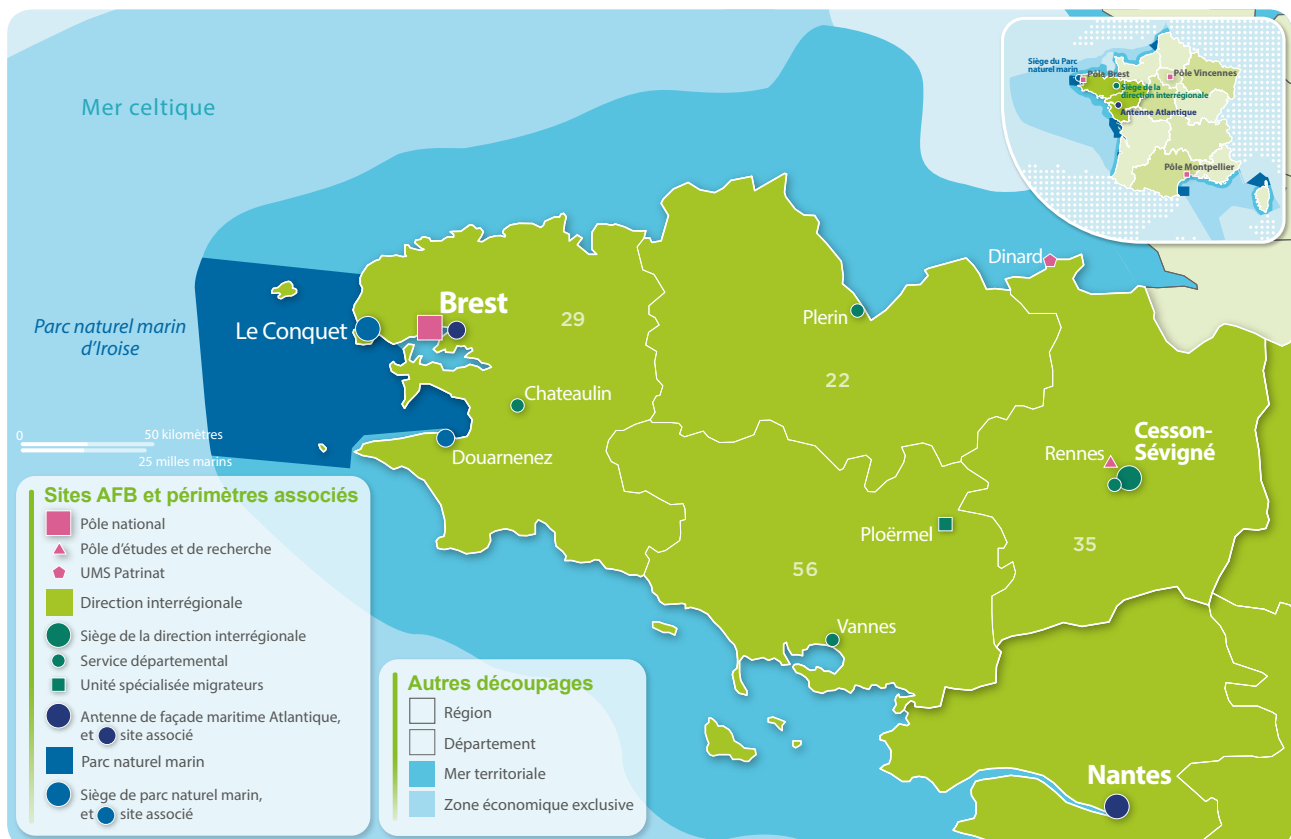 Mer celtique
Siège du Parc
naturel marin
Pôle Brest
Pôle Vincennes
Siège de la
direction interrégionale
Antenne Atlantique
Pôle Montpellier
Dinard
Brest
Plerin
29
Parc naturel marin
d'Iroise
Le Conquet
22
Chateaulin
0
50 kilomètres
25 milles marins
Douarnenez
Cesson-
Sévigné
Rennes
Ploërmel
35
56
Vannes
Nantes
Sites AFB et périmètres associés
Pôle national
Pôle d'études et de recherche
UMS Patrinat
Direction interrégionale
Siège de la direction interrégionale
Service départemental
Unité spécialisée migrateurs
Antenne de façade maritime Atlantique,
et site associé
Parc naturel marin
Siège de parc naturel marin,
et site associé
Autres découpages
Région
Département
Mer territoriale
Zone économique exclusive